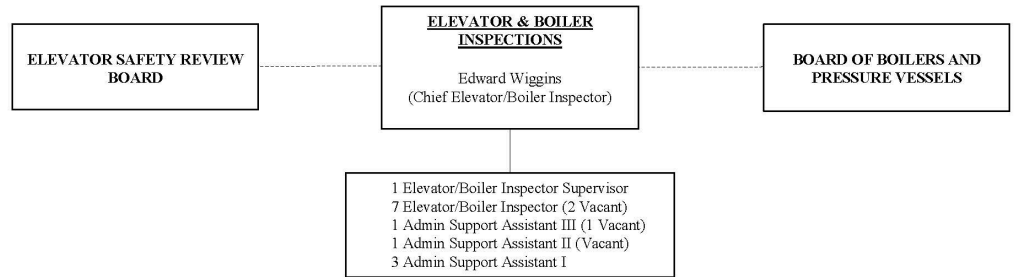 ELEVATOR SAFETY REVIEW
BOARD
ELEVATOR & BOILER
INSPECTIONS
Edward Wiggins
(Chief Elevator/Boiler Inspector)
BOARD OF BOILERS AND
PRESSURE VESSELS
1 Elevator/Boiler Inspector Supervisor
7 Elevator/Boiler Inspector (2 Vacant)
1 Admin Support Assistant III (1 Vacant)
1 Admin Support Assistant II (Vacant)
3 Admin Support Assistant I